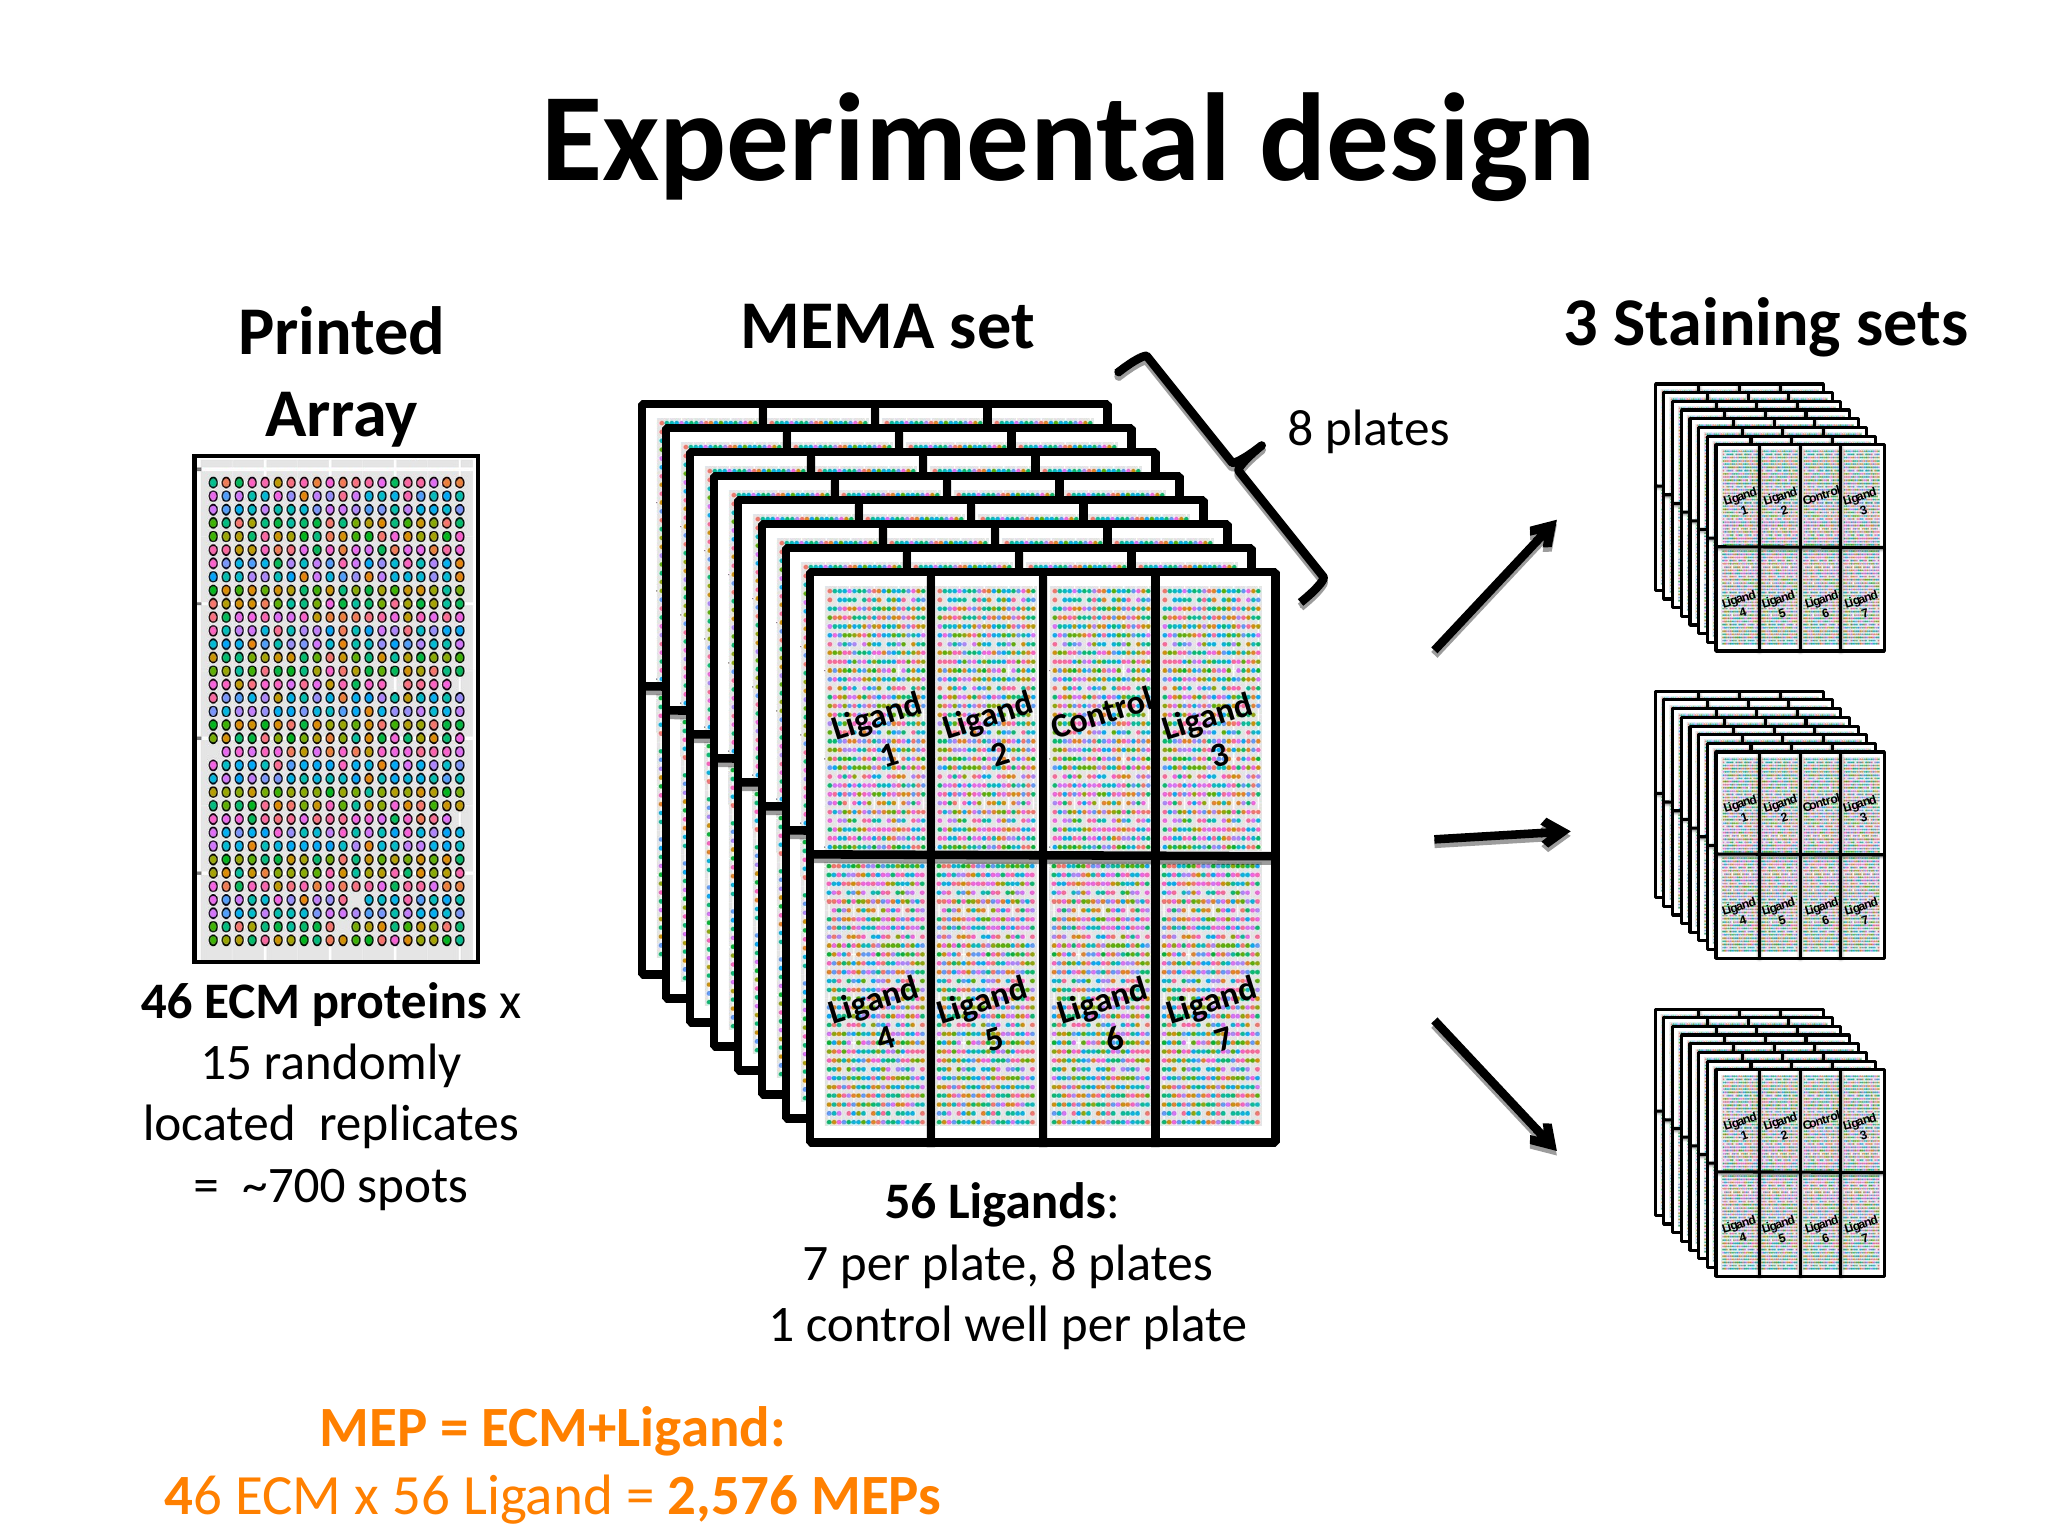 Experimental design
Printed
Array
MEMA set
3 Staining sets
8 plates
Ligand
1
Ligand
2
Control
Ligand
3
Ligand
4
Ligand
5
Ligand
6
Ligand
7
46 ECM proteins x
15 randomly
located  replicates
=  ~700 spots
56 Ligands:
7 per plate, 8 plates
1 control well per plate
Ligand
1
Ligand
2
Control
Ligand
3
Ligand
4
Ligand
5
Ligand
6
Ligand
7
Ligand
1
Ligand
2
Control
Ligand
3
Ligand
4
Ligand
5
Ligand
6
Ligand
7
Ligand
1
Ligand
2
Control
Ligand
3
Ligand
4
Ligand
5
Ligand
6
Ligand
7
MEP = ECM+Ligand:
46 ECM x 56 Ligand = 2,576 MEPs